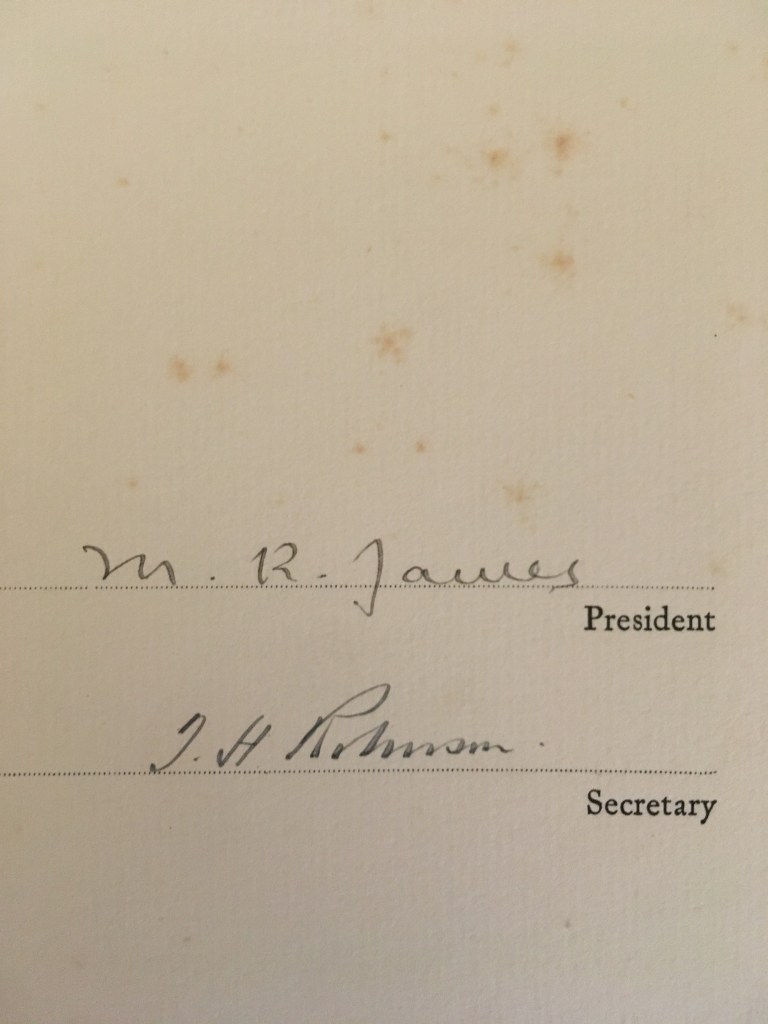 M. R. James
President
J. H Robinson.
Secretary